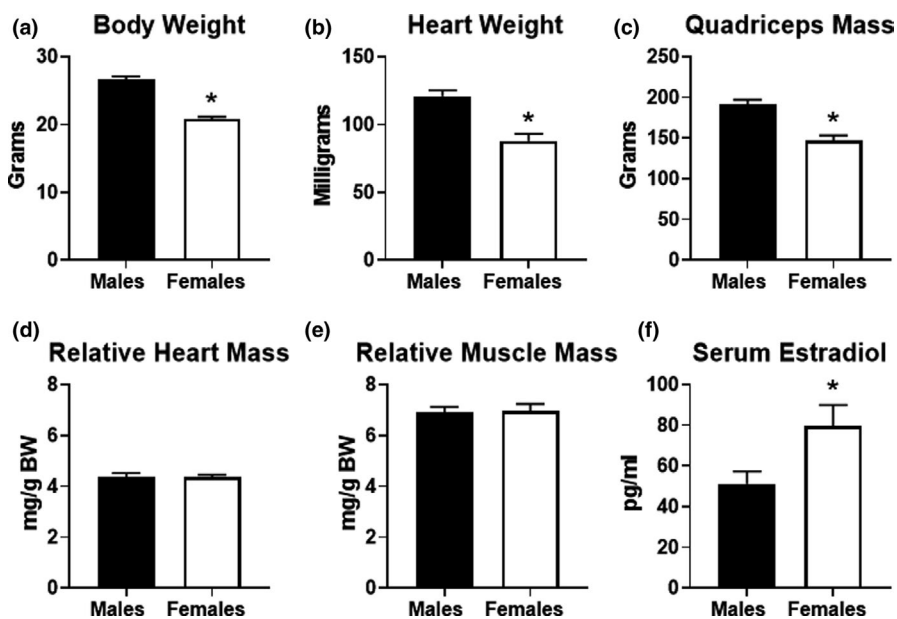 (a) Body Weight
30
20
10
0
Grams
*
Males Females
(b) Heart Weight
150
100
50
0
Milligrams
*
Males Females
(c) Quadriceps Mass
250
200
150
100
50
0
Grams
*
Males Females
(d) Relative Heart Mass
8
6
4
2
0
mg/g BW
Males Females
(e) Relative Muscle Mass
8
6
4
2
0
mg/g BW
Males Females
(f) Serum Estradiol
100
80
60
40
20
0
pg/ml
*
Males Females